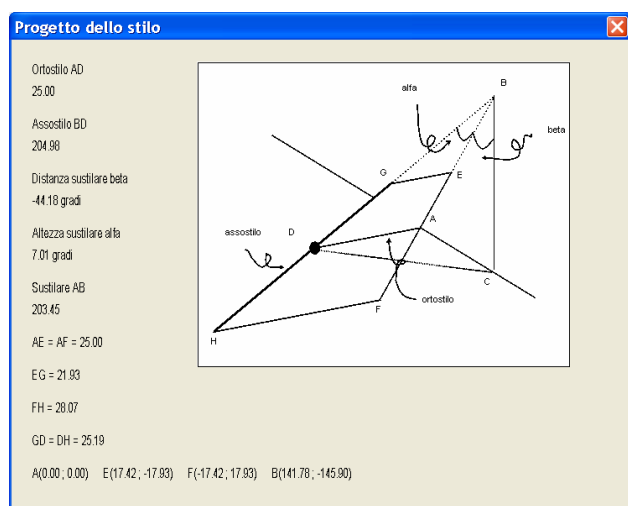 Progetto dello stilo
Ortostilo AD
25.00
Assostilo BD
204.98
Distanza sustilare beta
-44.18 gradi
Altezza sustilare alfa
7.01 gradi
Sustilare AB
203.45
AE = AF = 25.00
EG = 21.93
FH = 28.07
GD = DH = 25.19
A(0.00 ; 0.00) E(17.42 ; -17.93) F(-17.42 ; 17.93) B(141.78 ; -145.90)
B
alfa
beta
G
E
A
assostilo
D
C
ortostilo
F
H